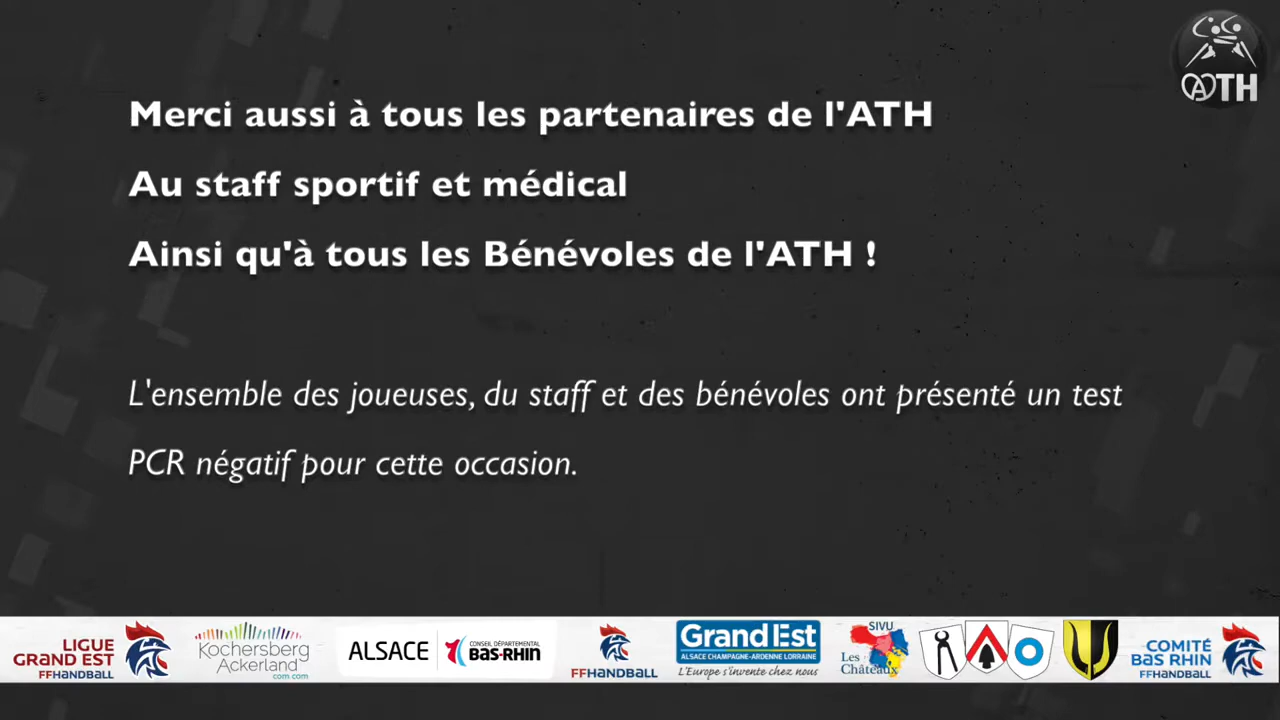 ATH
Merci aussi à tous les partenaires de l'ATH
Au staff sportif et médical
Ainsi qu'à tous les Bénévoles de l'ATH !
L'ensemble des joueuses, du staff et des bénévoles ont présenté un test
PCR négatif pour cette occasion.
LIGUE
GRAND EST
FFHANDBALL
Kochersberg
Ackerland
com com
ALSACE
CONSEIL DÉPARTEMENTAL
BAS-RHIN
FFHANDBALL
Grand Est
ALSACE CHAMPAGNE-ARDENNE LORRAINE
L'Europe s'invente chez nous
SIVU
Les
Châteaux
COMITÉ
BAS RHIN
FFHANDBALL